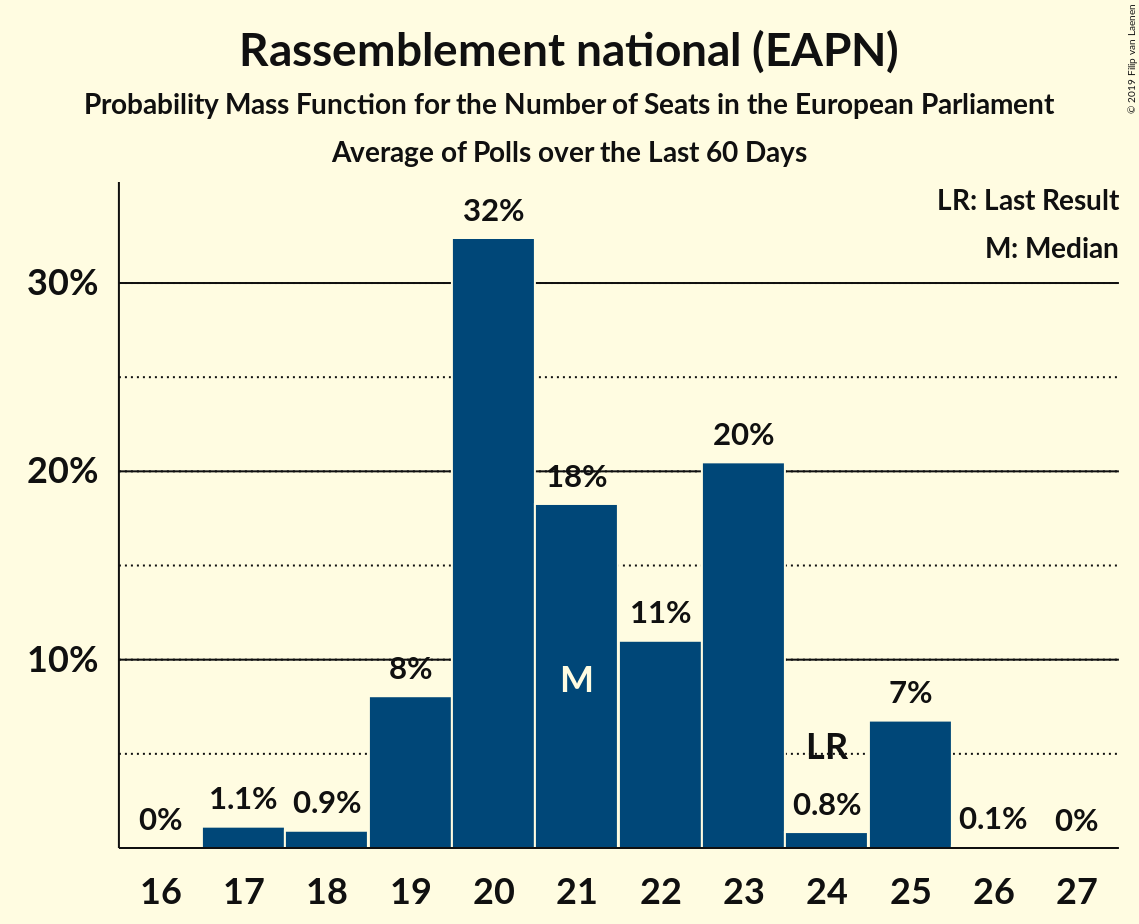 Rassemblement national (EAPN)
Probability Mass Function for the Number of Seats in the European Parliament
Average of Polls over the Last 60 Days
© 2019 Filip van Laenen
LR: Last Result
M: Median
30%
20%
10%
0%
1.1%
0.9%
8%
32%
18%
11%
20%
0.8%
7%
0.1%
0%
M
LR
16 17 18 19 20 21 22 23 24 25 26 27